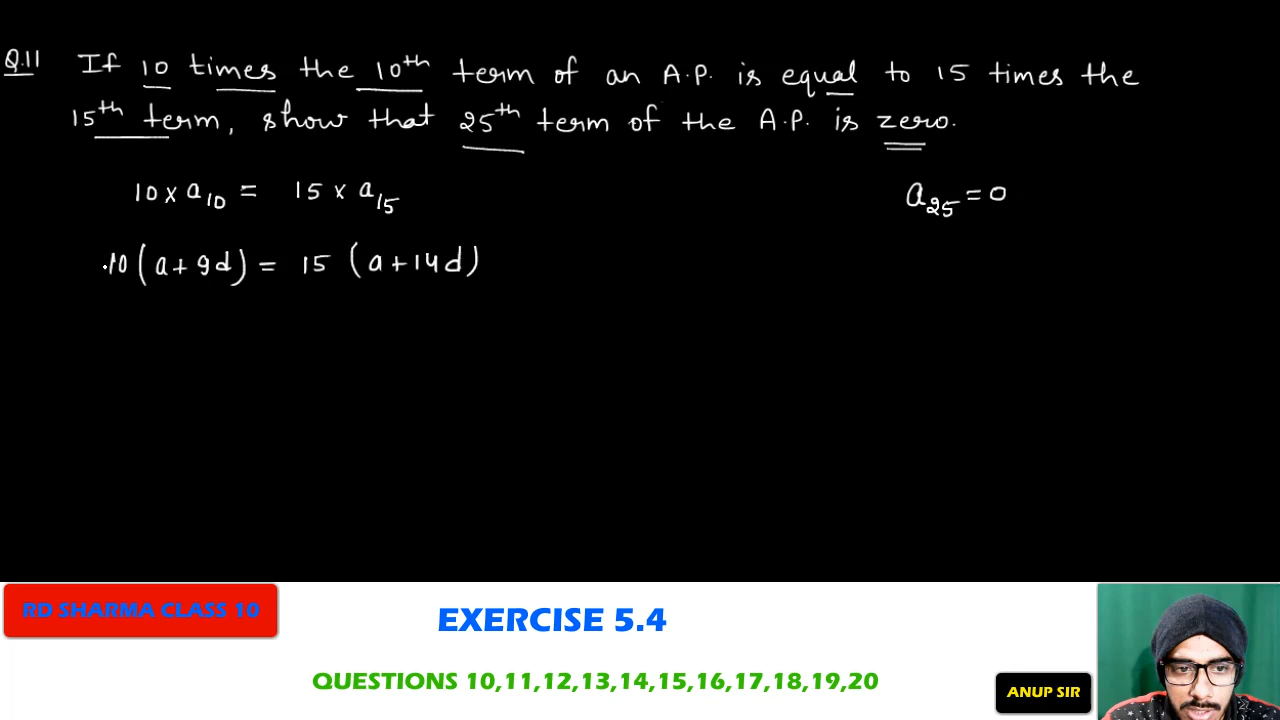 Q.11 If 10 times the 10th term of an A.P. is equal to 15 times the
15th term, show that 25th term of the A.P. is zero.
10 × a10 = 15 × a15
a25 = 0
10 (a + 9d) = 15 (a + 14d)
RD SHARMA CLASS 10
EXERCISE 5.4
QUESTIONS 10,11,12,13,14,15,16,17,18,19,20
ANUP SIR